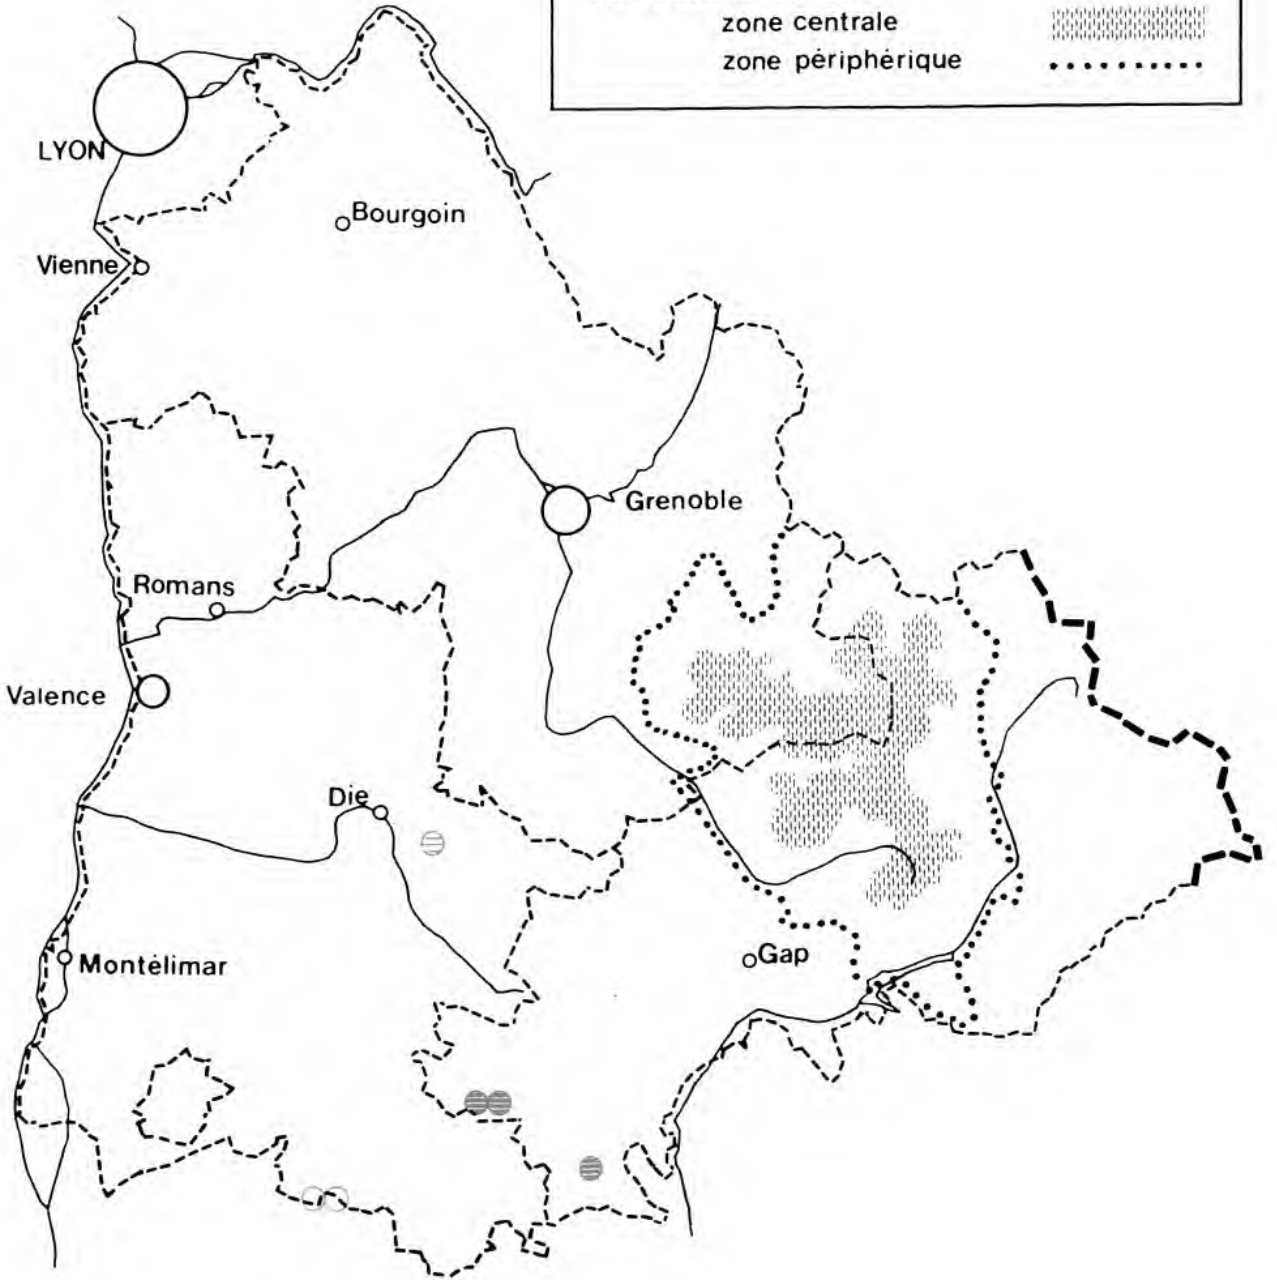 zone centrale
zone périphérique
LYON
Bourgoin
Vienne
Grenoble
Romans
Valence
Die
Gap
Montélimar